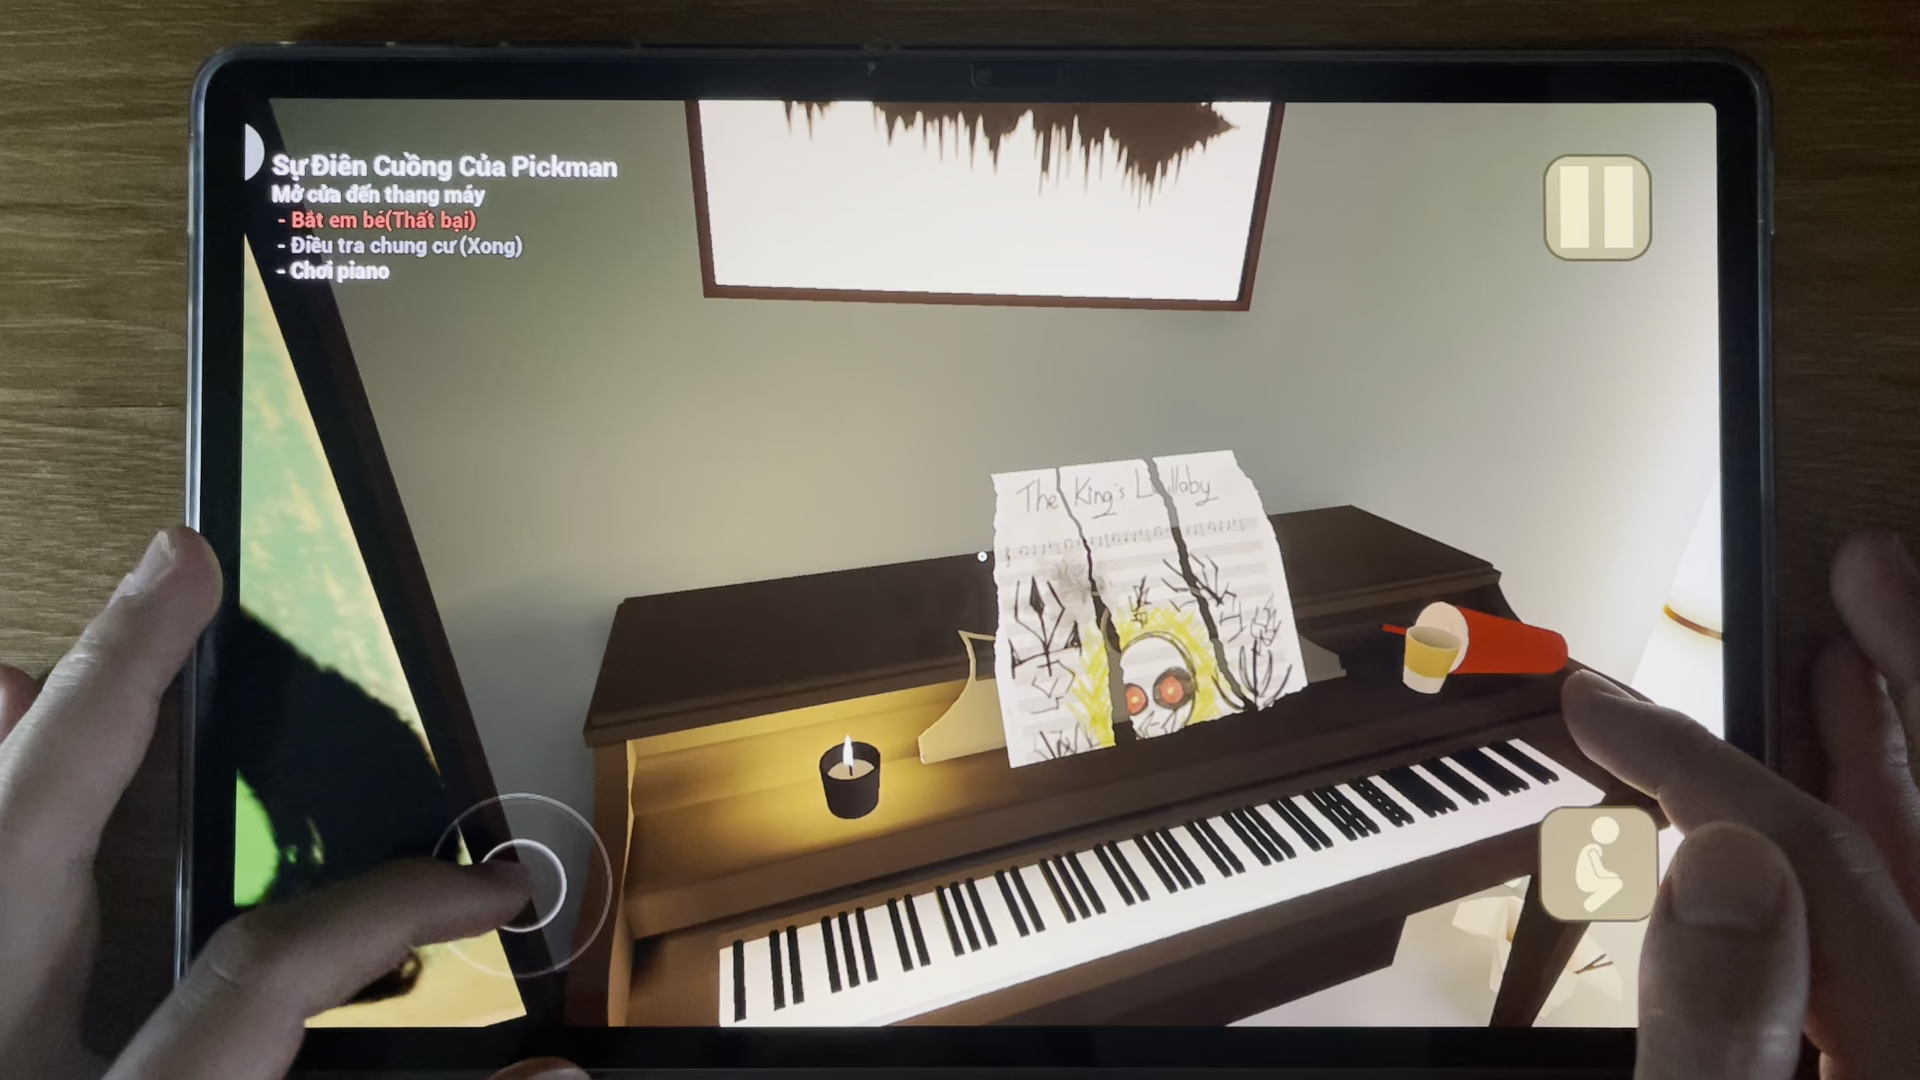 Sự Điên Cuồng Của Pickman
Mở cửa đến thang máy
- Bắt em bé(Thất bại)
- Điều tra chung cư (Xong)
- Chơi piano
The King's Lullaby